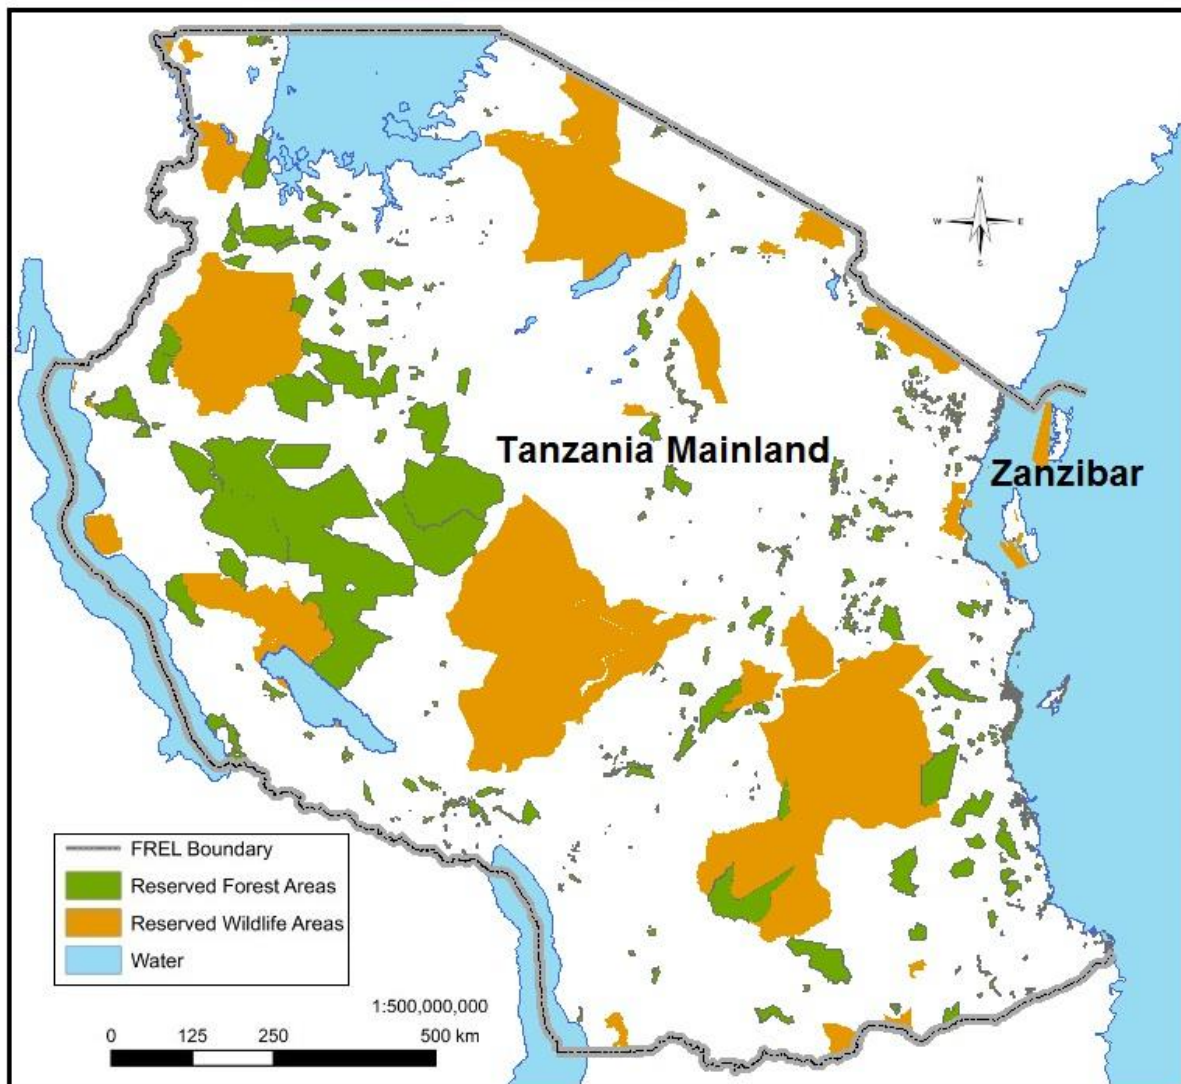 N
W E
S
Tanzania Mainland
Zanzibar
FREL Boundary
Reserved Forest Areas
Reserved Wildlife Areas
Water
1:500,000,000
0 125 250 500 km